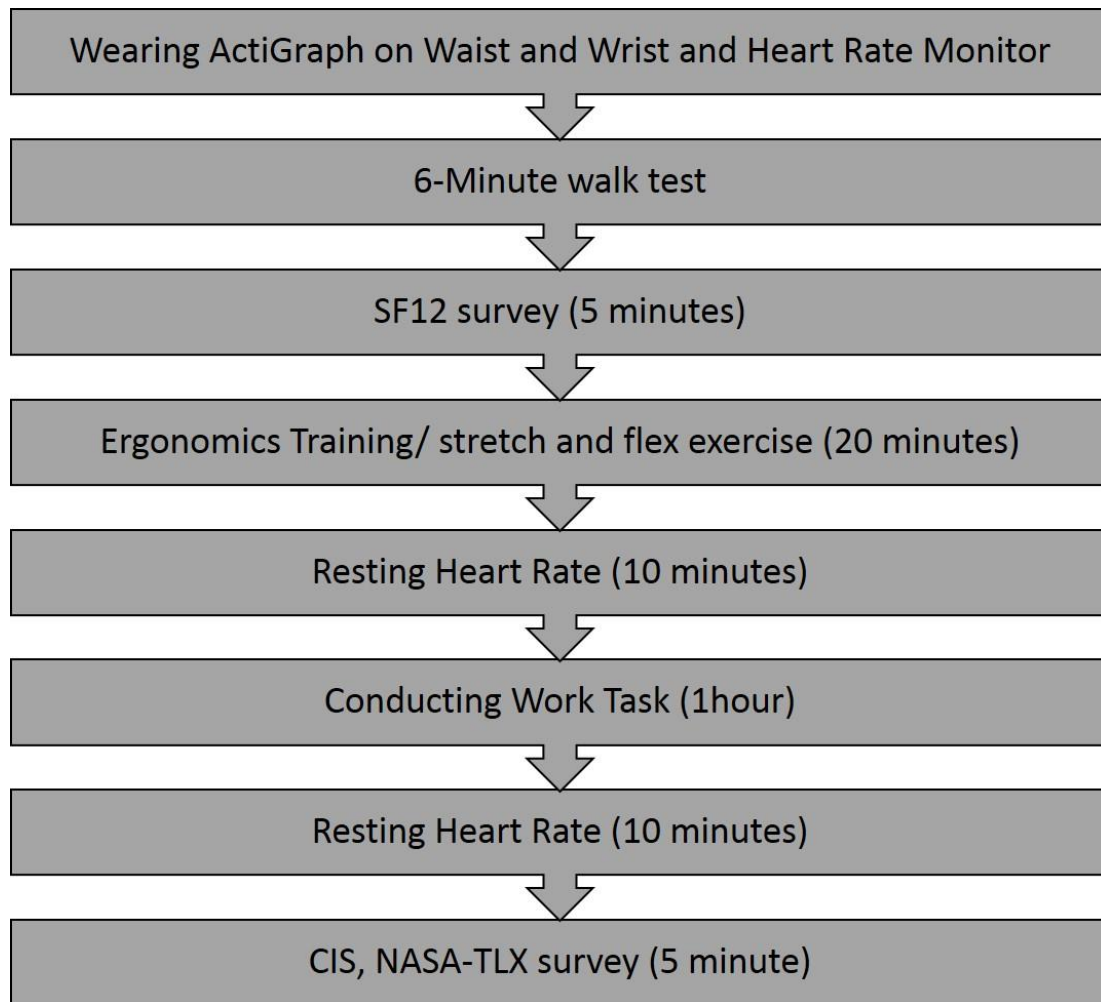 Wearing ActiGraph on Waist and Wrist and Heart Rate Monitor
6-Minute walk test
SF12 survey (5 minutes)
Ergonomics Training/ stretch and flex exercise (20 minutes)
Resting Heart Rate (10 minutes)
Conducting Work Task (1hour)
Resting Heart Rate (10 minutes)
CIS, NASA-TLX survey (5 minute)